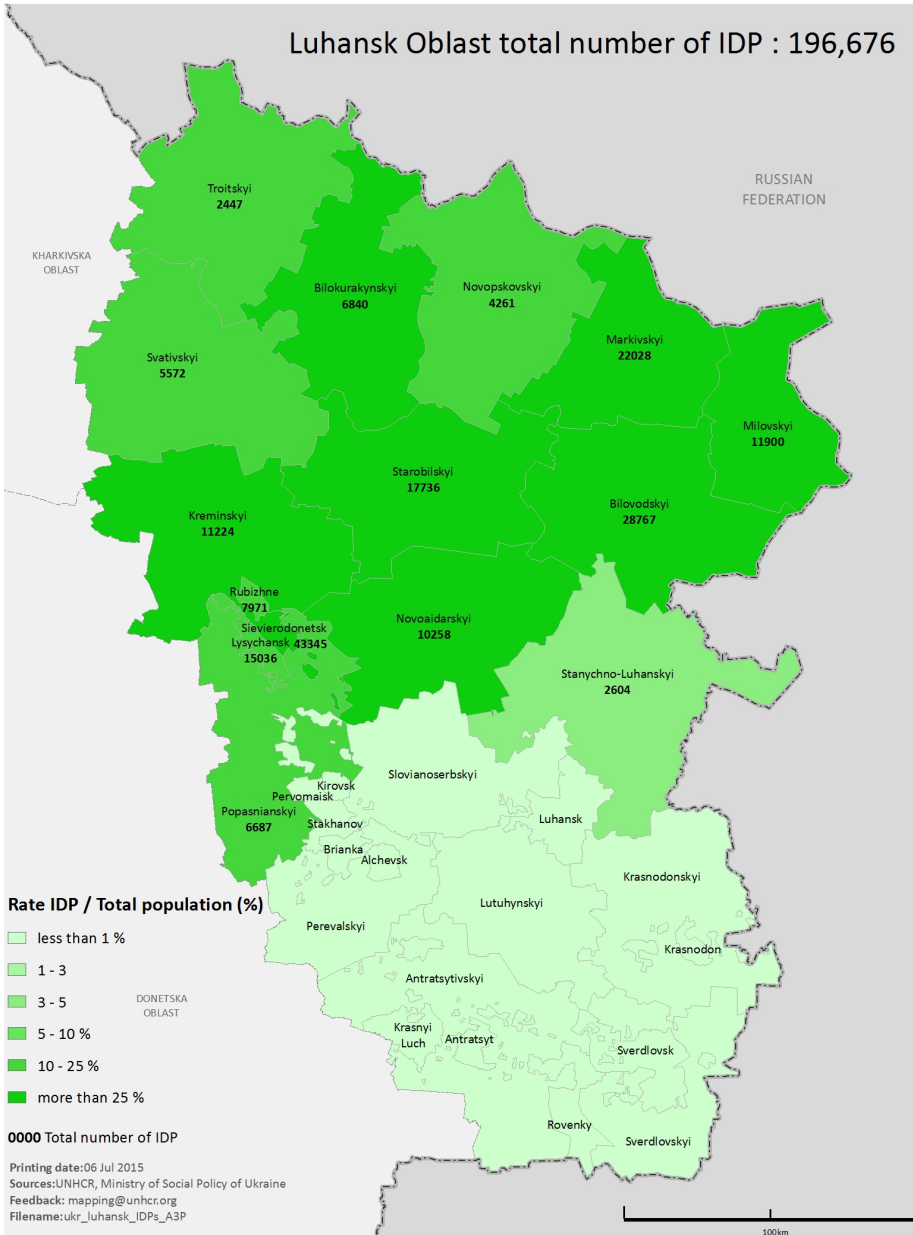 Luhansk Oblast total number of IDP : 196,676
RUSSIAN
FEDERATION
KHARKIVSKA
OBLAST
Troitskyi
2447
Bilokurakynskyi
6840
Novopskovskyi
4261
Markivskyi
22028
Svativskyi
5572
Milovskyi
11900
Starobilskyi
17736
Bilovodskyi
28767
Kreminskyi
11224
Rubizhne
7971
Sievierodonetsk
43345
Lysychansk
15036
Novoaidarskyi
10258
Stanychno-Luhanskyi
2604
Slovianoserbskyi
Kirovsk
Pervomaisk
Popasnianskyi
6687
Stakhanov
Luhansk
Brianka
Alchevsk
Krasnodonskyi
Lutuhynskyi
Perevalskyi
Krasnodon
Antratsytivskyi
Krasnyi
Luch
Antratsyt
Sverdlovsk
Rovenky
Sverdlovskyi
Rate IDP / Total population (%)
less than 1 %
1 - 3
3 - 5
5 - 10 %
10 - 25 %
more than 25 %
DONETSKA
OBLAST
0000 Total number of IDP
Printing date:06 Jul 2015
Sources:UNHCR, Ministry of Social Policy of Ukraine
Feedback: mapping@unhcr.org
Filename:ukr_luhansk_IDPs_A3P
100km